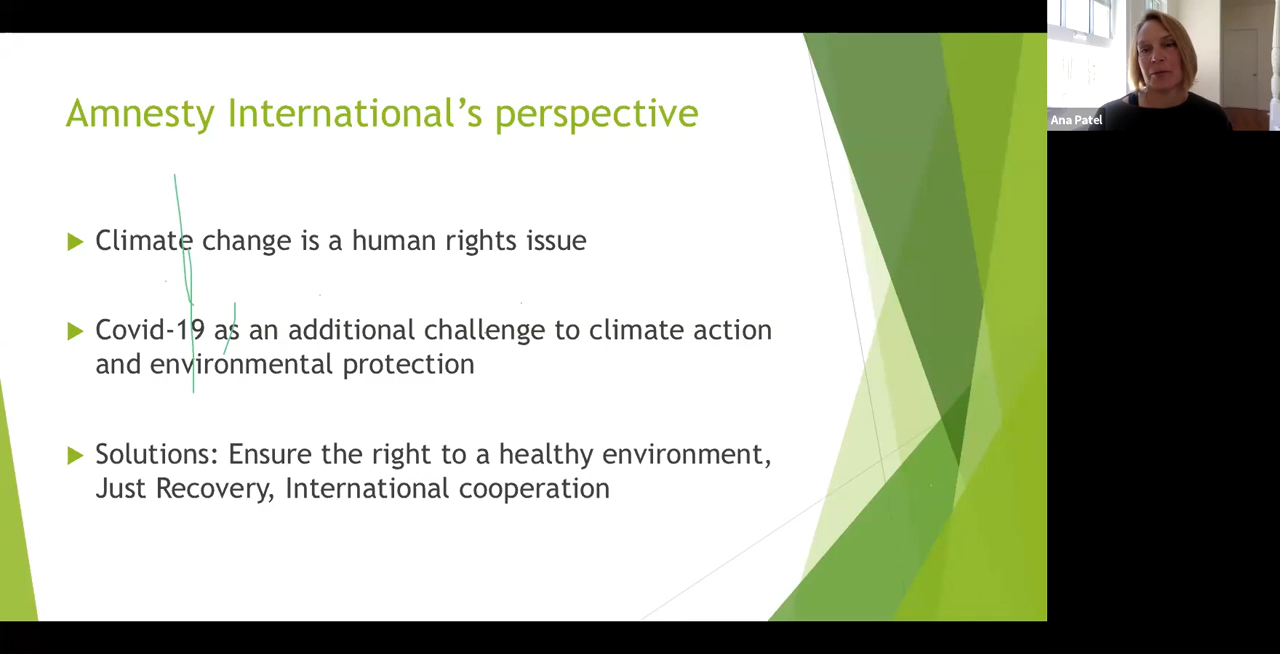 Amnesty International’s perspective
Climate change is a human rights issue
Covid-19 as an additional challenge to climate action
and environmental protection
Solutions: Ensure the right to a healthy environment,
Just Recovery, International cooperation
Ana Patel